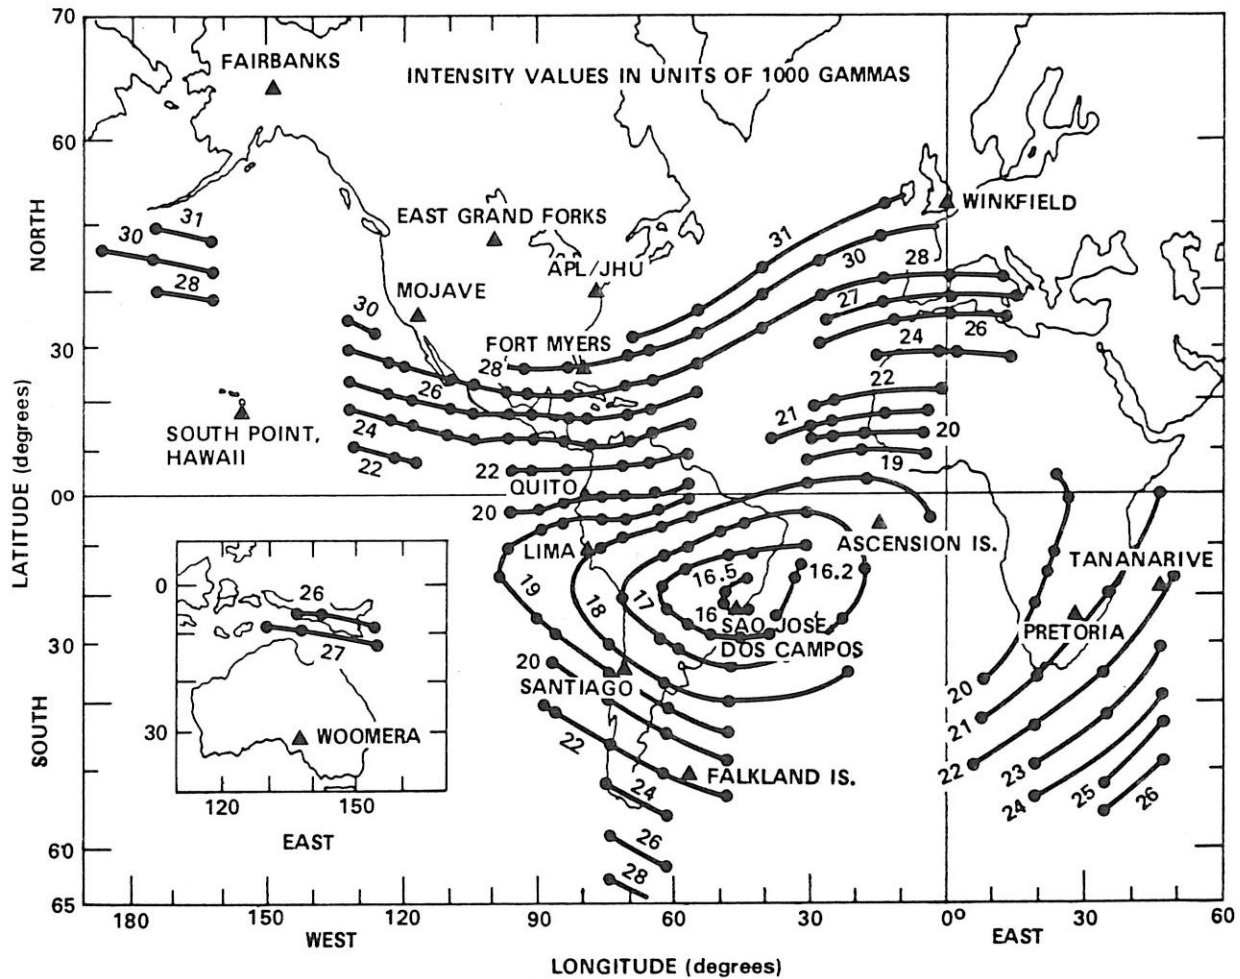 70
FAIRBANKS
INTENSITY VALUES IN UNITS OF 1000 GAMMAS
60
WINKFIELD
EAST GRAND FORKS
31
31
30
30
APL/JHU
28
28
MOJAVE
27
30
26
FORT MYERS
24
30
28
26
22
24
21
SOUTH POINT,
HAWAII
20
22
22
19
QUITO
0°
20
ASCENSION IS.
LIMA
TANANARIVE
16.5
16.2
19
18
17
16
SAO JOSE
DOS CAMPOS
PRETORIA
30
20
SANTIAGO
20
21
22
22
23
FALKLAND IS.
24
24
25
26
26
28
60
65
26
0
27
30
WOOMERA
120
150
EAST
180
150
120
90
60
30
0°
30
60
WEST
EAST
LONGITUDE (degrees)
NORTH
LATITUDE (degrees)
SOUTH